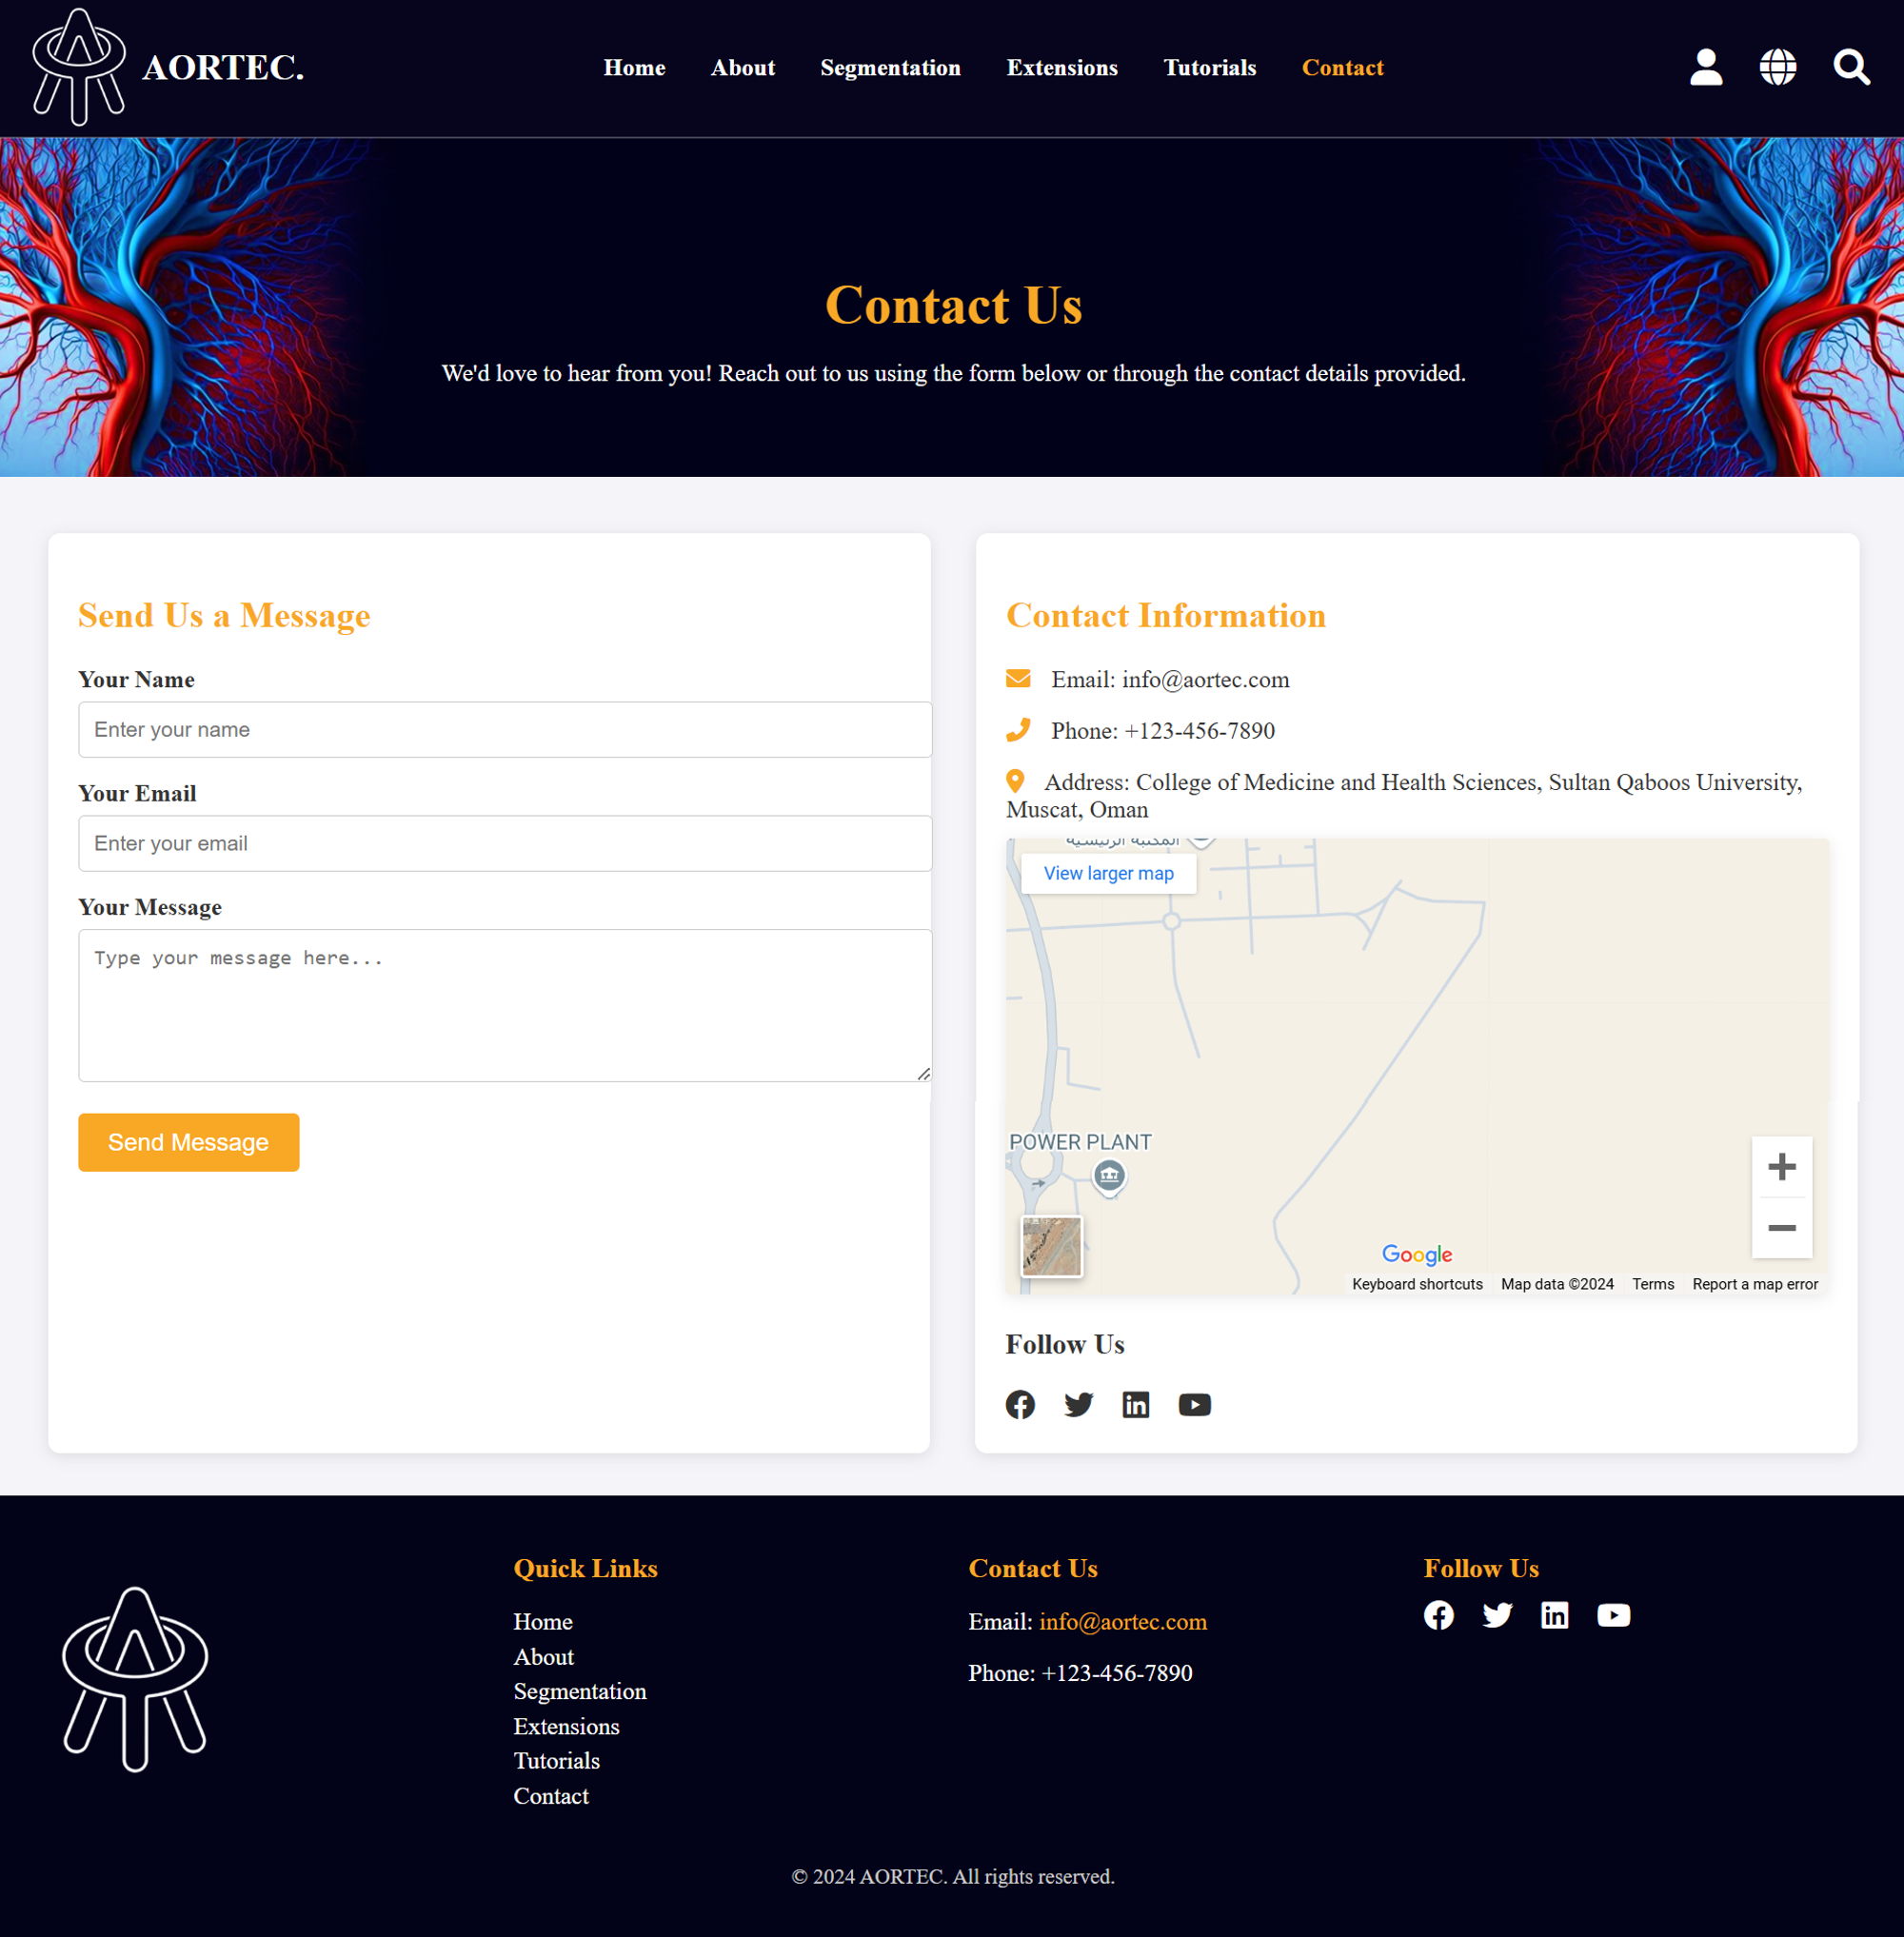 AORTEC.
Home About Segmentation Extensions Tutorials Contact
Contact Us
We'd love to hear from you! Reach out to us using the form below or through the contact details provided.
Send Us a Message
Your Name
Enter your name
Your Email
Enter your email
Your Message
Type your message here...
Send Message
Contact Information
Email: info@aortec.com
Phone: +123-456-7890
Address: College of Medicine and Health Sciences, Sultan Qaboos University,
Muscat, Oman
المكتبة الرئيسية
View larger map
POWER PLANT
Google
Keyboard shortcuts Map data ©2024 Terms Report a map error
Follow Us
Quick Links
Home
About
Segmentation
Extensions
Tutorials
Contact
Contact Us
Email: info@aortec.com
Phone: +123-456-7890
Follow Us
© 2024 AORTEC. All rights reserved.